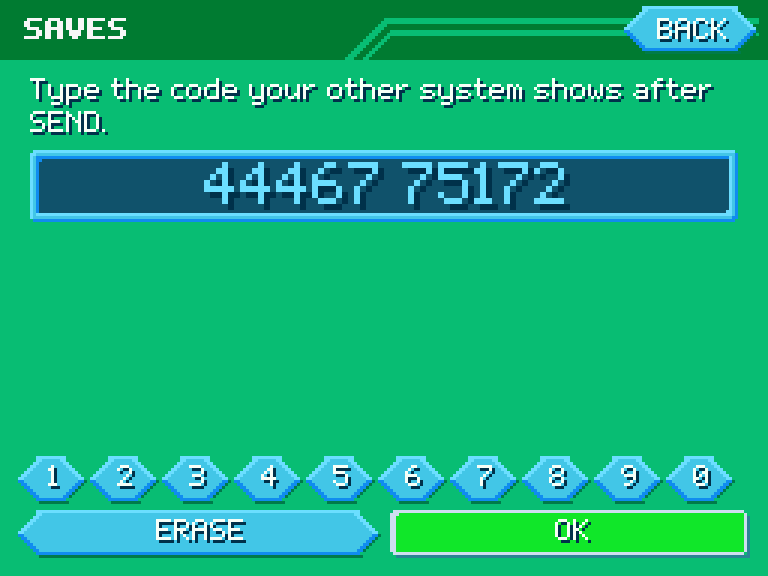 SAVES
BACK
Type the code your other system shows after
SEND.
44467 75172
1 2 3 4 5 6 7 8 9 0
ERASE
OK